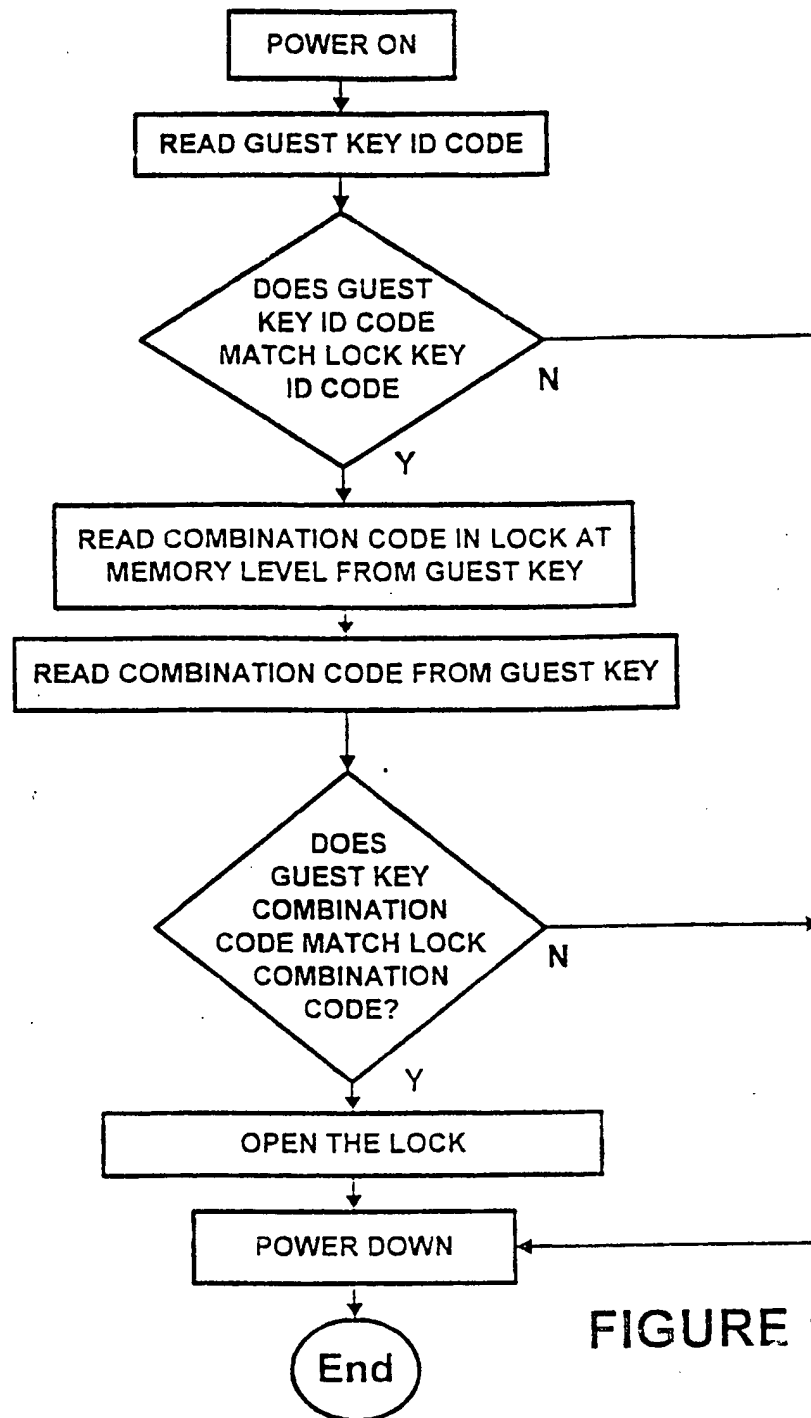 POWER ON
READ GUEST KEY ID CODE
DOES GUEST
KEY ID CODE
MATCH LOCK KEY
ID CODE
N
Y
READ COMBINATION CODE IN LOCK AT
MEMORY LEVEL FROM GUEST KEY
READ COMBINATION CODE FROM GUEST KEY
DOES
GUEST KEY
COMBINATION
CODE MATCH LOCK
COMBINATION
CODE?
N
Y
OPEN THE LOCK
POWER DOWN
End
FIGURE